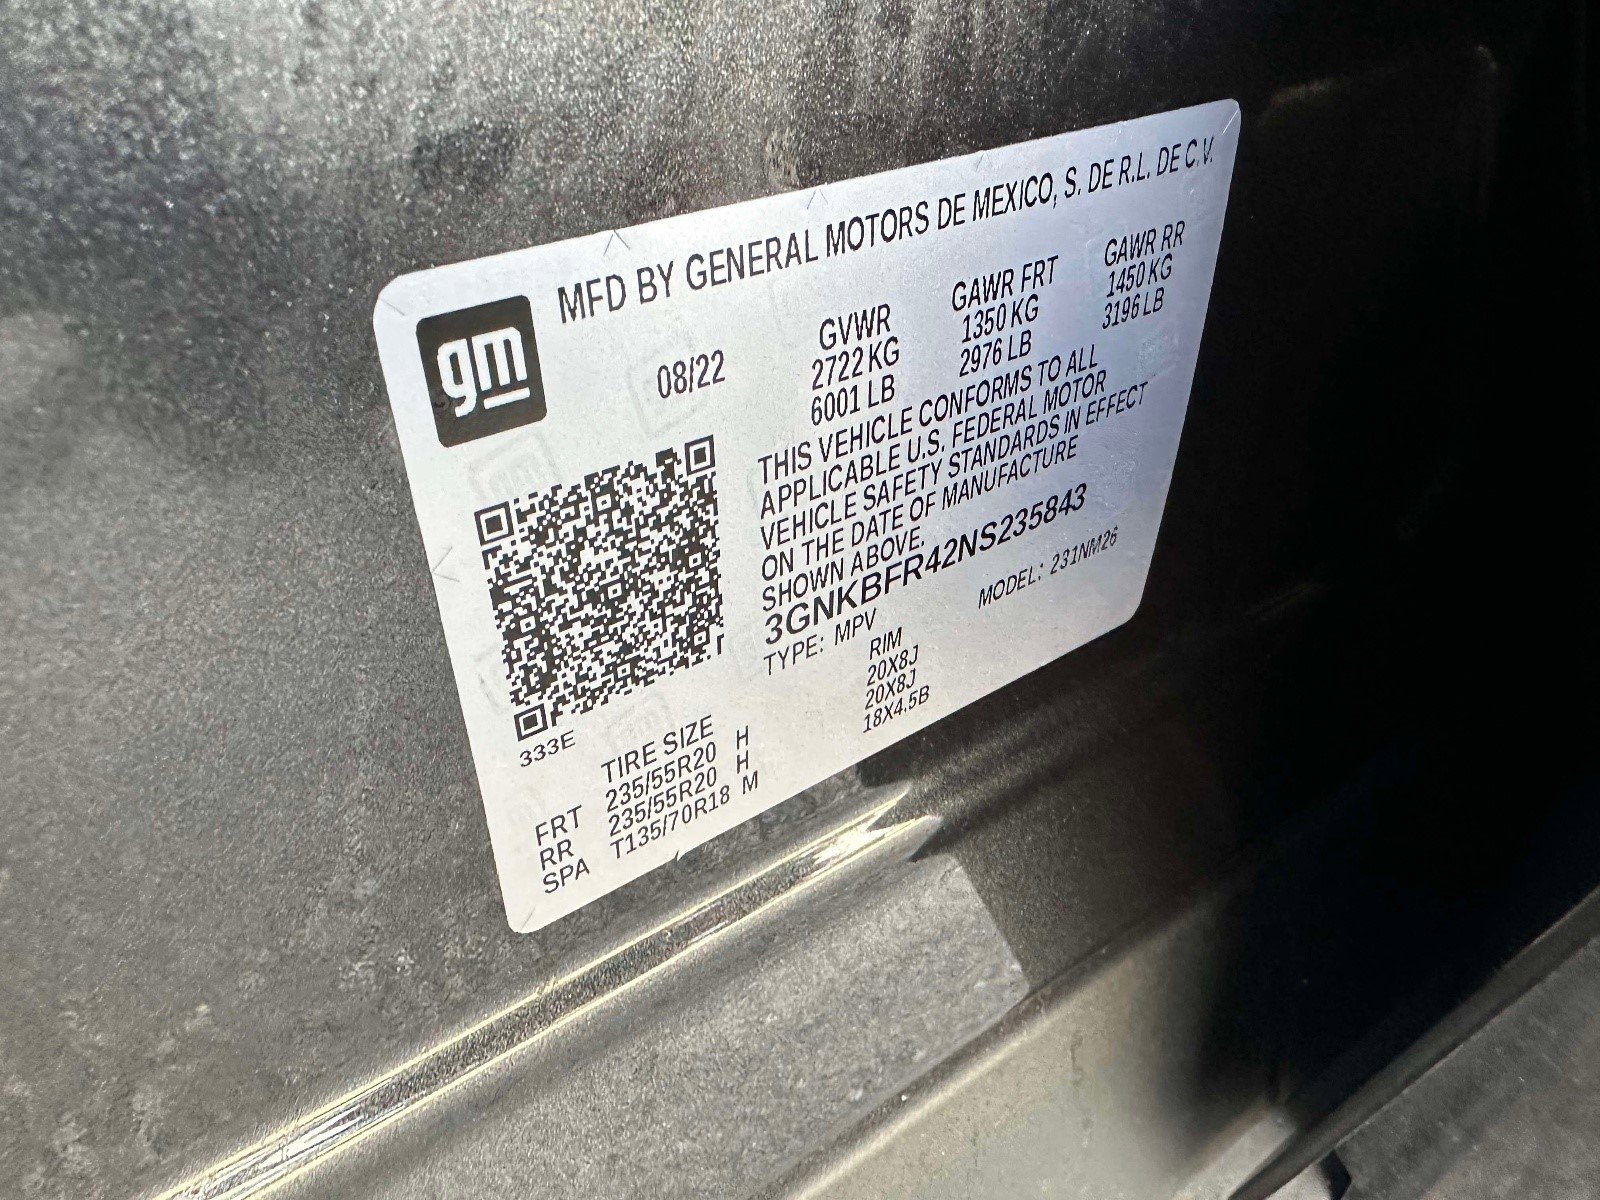 gm
MFD BY GENERAL MOTORS DE MEXICO, S. DE R.L. DE C.V.
08/22
GVWR GAWR FRT GAWR RR
2722 KG 1350 KG 1450 KG
6001 LB 2976 LB 3196 LB
THIS VEHICLE CONFORMS TO ALL
APPLICABLE U.S. FEDERAL MOTOR
VEHICLE SAFETY STANDARDS IN EFFECT
ON THE DATE OF MANUFACTURE
SHOWN ABOVE.
3GNKBFR42NS235843
TYPE: MPV MODEL: 231NM26
333E
TIRE SIZE RIM
FRT 235/55R20 H 20X8J
RR 235/55R20 H 20X8J
SPA T135/70R18 M 18X4.5B